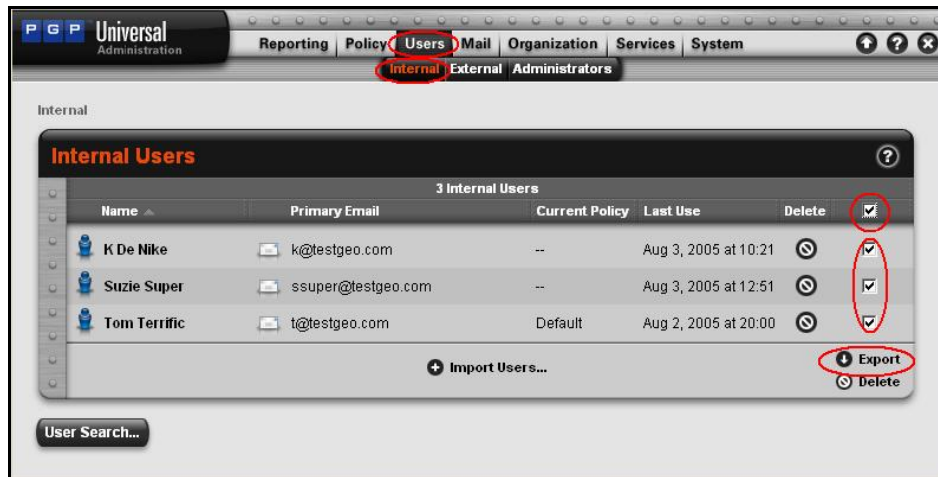 PGP Universal
Administration
Reporting Policy Users Mail Organization Services System
Internal External Administrators
Internal
Internal Users
3 Internal Users
Name Primary Email Current Policy Last Use Delete
K De Nike k@testgeo.com -- Aug 3, 2005 at 10:21
Suzie Super ssuper@testgeo.com -- Aug 3, 2005 at 12:51
Tom Terrific t@testgeo.com Default Aug 2, 2005 at 20:00
Import Users... Export
Delete
User Search...